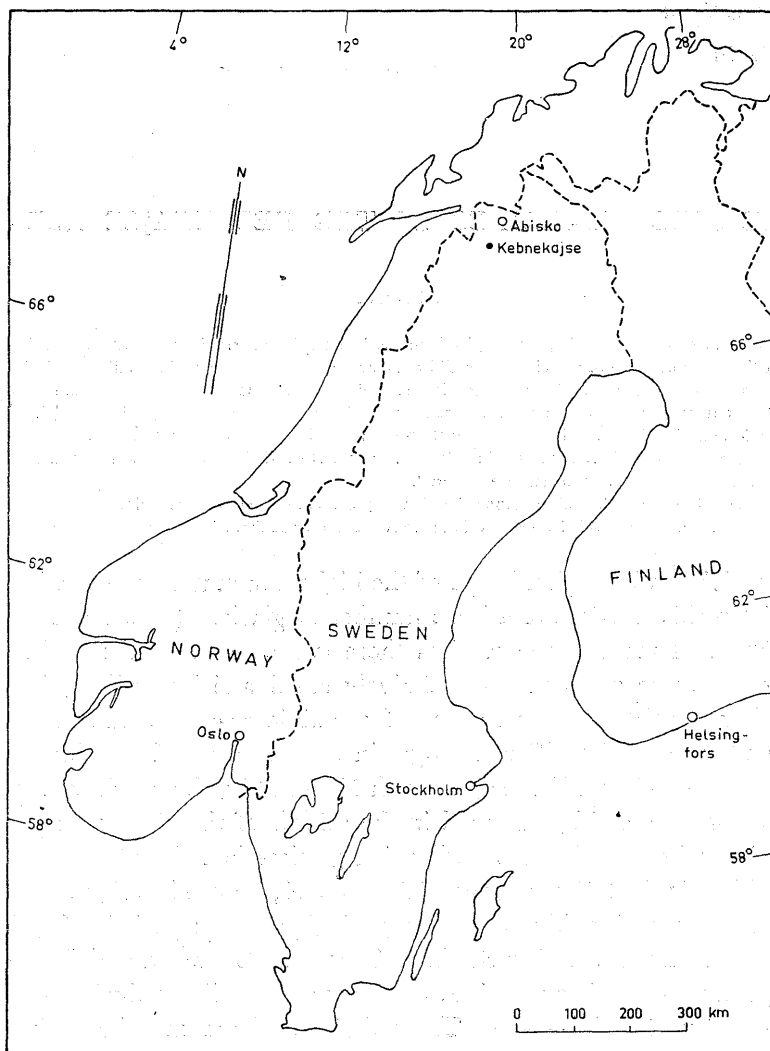 4° 12° 20° 28°
N
Abisko
Kebnekajse
66°
66°
62°
FINLAND
62°
SWEDEN
NORWAY
Oslo
Helsing-
fors
Stockholm
58°
58°
0 100 200 300 km